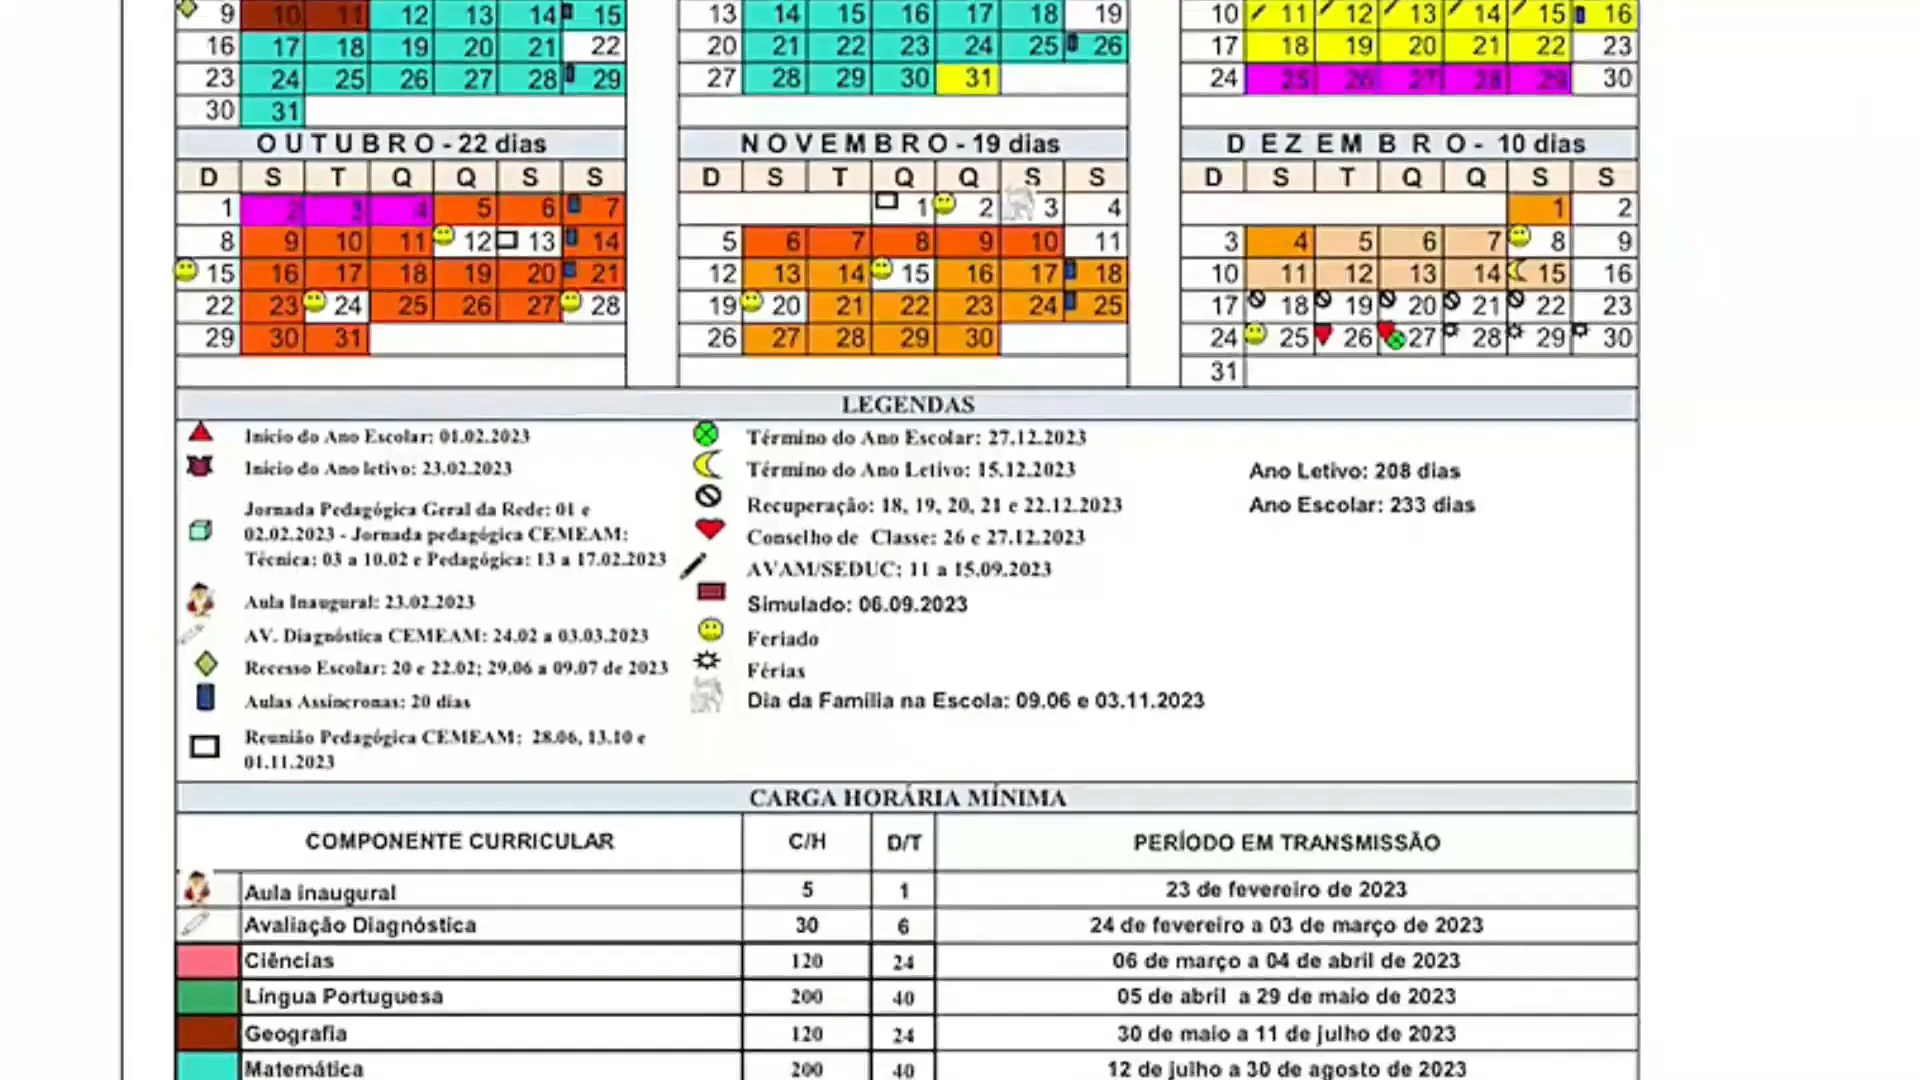 9 10 11 12 13 14 15
16 17 18 19 20 21 22
23 24 25 26 27 28 29
30 31
13 14 15 16 17 18 19
20 21 22 23 24 25 26
27 28 29 30 31
10 11 12 13 14 15 16
17 18 19 20 21 22 23
24 25 26 27 28 29 30
OUTUBRO - 22 dias
D S T Q Q S S
1 2 3 4 5 6 7
8 9 10 11 12 13 14
15 16 17 18 19 20 21
22 23 24 25 26 27 28
29 30 31
NOVEMBRO - 19 dias
D S T Q Q S S
1 2 3 4
5 6 7 8 9 10 11
12 13 14 15 16 17 18
19 20 21 22 23 24 25
26 27 28 29 30
DEZEMBRO - 10 dias
D S T Q Q S S
1 2
3 4 5 6 7 8 9
10 11 12 13 14 15 16
17 18 19 20 21 22 23
24 25 26 27 28 29 30
31
LEGENDAS
Início do Ano Escolar: 01.02.2023
Início do Ano letivo: 23.02.2023
Jornada Pedagógica Geral da Rede: 01 e
02.02.2023 - Jornada pedagógica CEMEAM:
Técnica: 03 a 10.02 e Pedagógica: 13 a 17.02.2023
Aula Inaugural: 23.02.2023
AV. Diagnóstica CEMEAM: 24.02 a 03.03.2023
Recesso Escolar: 20 e 22.02; 29.06 a 09.07 de 2023
Aulas Assíncronas: 20 dias
Reunião Pedagógica CEMEAM; 28.06, 13.10 e
01.11.2023
Término do Ano Escolar: 27.12.2023
Término do Ano Letivo: 15.12.2023
Recuperação: 18, 19, 20, 21 e 22.12.2023
Conselho de Classe: 26 e 27.12.2023
AVAM/SEDUC: 11 a 15.09.2023
Simulado: 06.09.2023
Feriado
Férias
Dia da Família na Escola: 09.06 e 03.11.2023
Ano Letivo: 208 dias
Ano Escolar: 233 dias
CARGA HORÁRIA MÍNIMA
COMPONENTE CURRICULAR C/H D/T PERÍODO EM TRANSMISSÃO
Aula inaugural 5 1 23 de fevereiro de 2023
Avaliação Diagnóstica 30 6 24 de fevereiro a 03 de março de 2023
Ciências 120 24 06 de março a 04 de abril de 2023
Língua Portuguesa 200 40 05 de abril a 29 de maio de 2023
Geografia 120 24 30 de maio a 11 de julho de 2023
Matemática 200 40 12 de julho a 30 de agosto de 2023